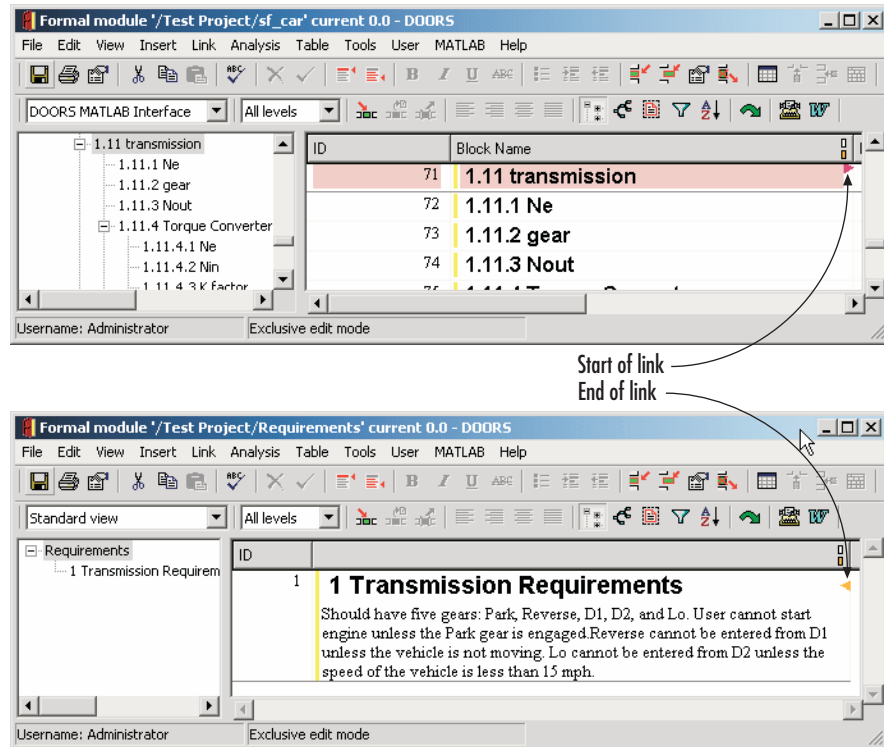 Formal module '/Test Project/sf_car' current 0.0 - DOORS
File Edit View Insert Link Analysis Table Tools User MATLAB Help
DOORS MATLAB Interface All levels
1.11 transmission
1.11.1 Ne
1.11.2 gear
1.11.3 Nout
1.11.4 Torque Converter
1.11.4.1 Ne
1.11.4.2 Nin
1.11.4.3 K factor
ID Block Name
71 1.11 transmission
72 1.11.1 Ne
73 1.11.2 gear
74 1.11.3 Nout
Username: Administrator Exclusive edit mode
Start of link
End of link
Formal module '/Test Project/Requirements' current 0.0 - DOORS
File Edit View Insert Link Analysis Table Tools User MATLAB Help
Standard view All levels
Requirements
1 Transmission Requirem
ID
1 1 Transmission Requirements
Should have five gears: Park, Reverse, D1, D2, and Lo. User cannot start
engine unless the Park gear is engaged.Reverse cannot be entered from D1
unless the vehicle is not moving. Lo cannot be entered from D2 unless the
speed of the vehicle is less than 15 mph.
Username: Administrator Exclusive edit mode